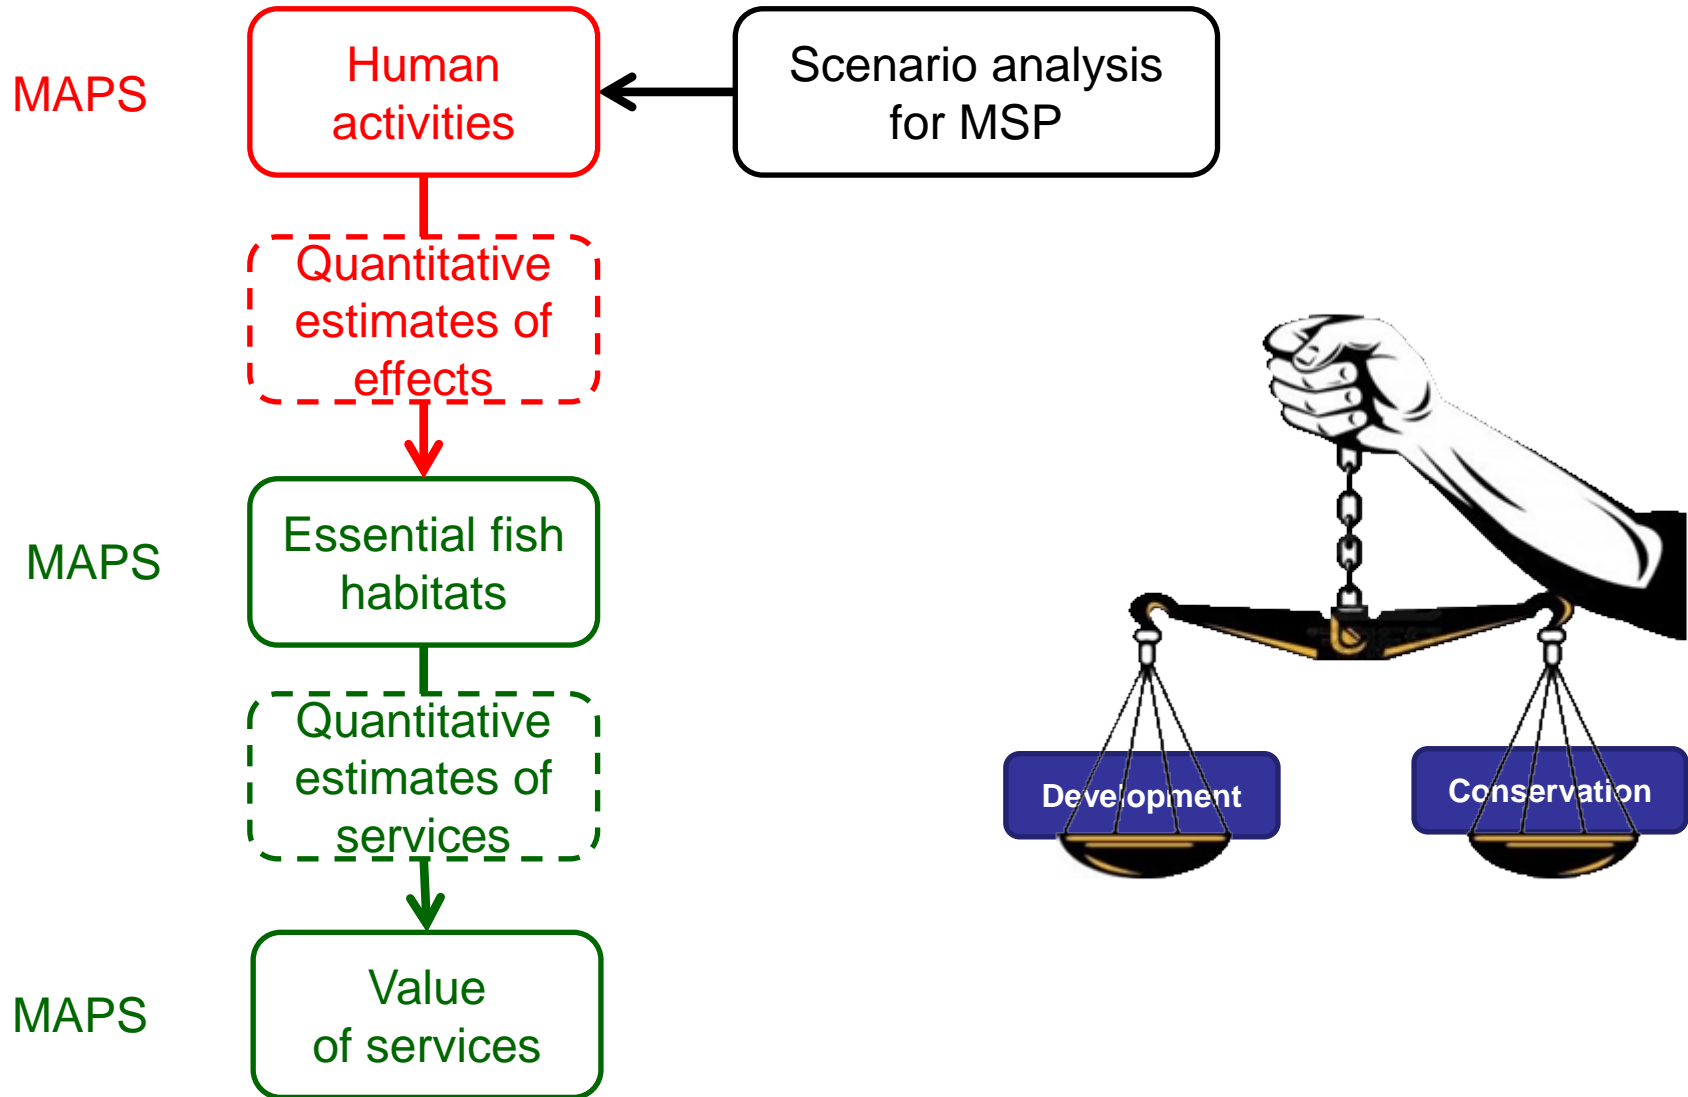 MAPS
Human
activities
Scenario analysis
for MSP
Quantitative
estimates of
effects
MAPS
Essential fish
habitats
Quantitative
estimates of
services
Development
Conservation
MAPS
Value
of services